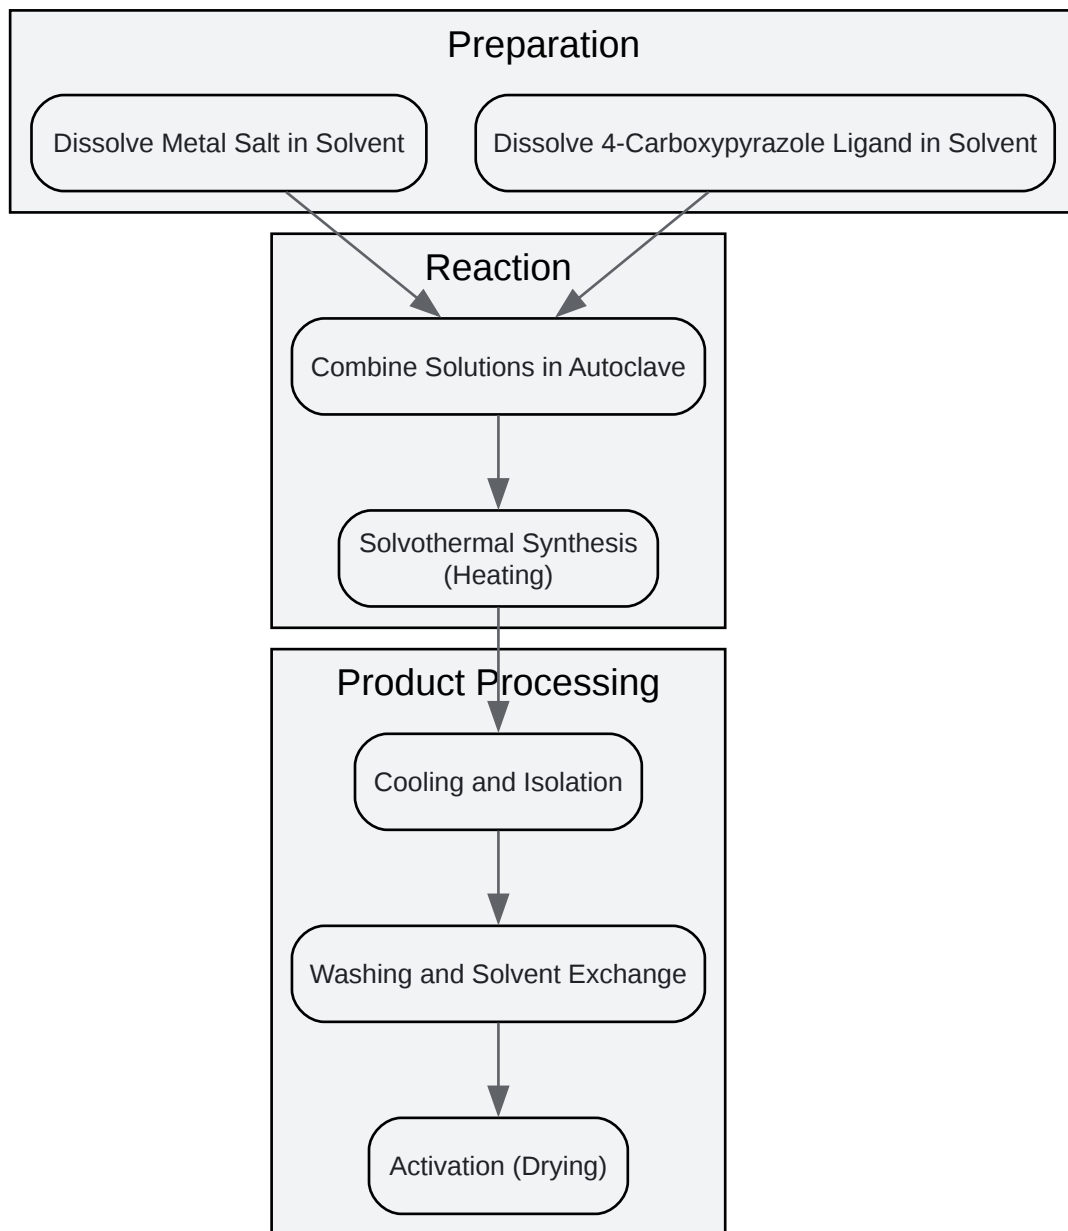 Preparation
Dissolve Metal Salt in Solvent
Dissolve 4-Carboxypyrazole Ligand in Solvent
Reaction
Combine Solutions in Autoclave
Solvothermal Synthesis
(Heating)
Product Processing
Cooling and Isolation
Washing and Solvent Exchange
Activation (Drying)